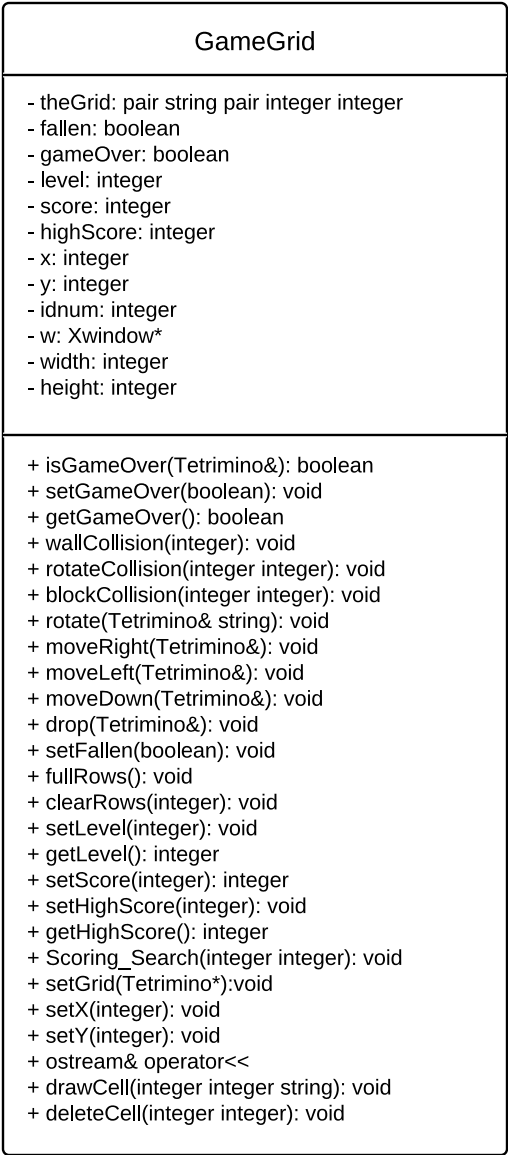 GameGrid
- theGrid: pair string pair integer integer
- fallen: boolean
- gameOver: boolean
- level: integer
- score: integer
- highScore: integer
- x: integer
- y: integer
- idnum: integer
- w: Xwindow*
- width: integer
- height: integer
+ isGameOver(Tetrimino&): boolean
+ setGameOver(boolean): void
+ getGameOver(): boolean
+ wallCollision(integer): void
+ rotateCollision(integer integer): void
+ blockCollision(integer integer): void
+ rotate(Tetrimino& string): void
+ moveRight(Tetrimino&): void
+ moveLeft(Tetrimino&): void
+ moveDown(Tetrimino&): void
+ drop(Tetrimino&): void
+ setFallen(boolean): void
+ fullRows(): void
+ clearRows(integer): void
+ setLevel(integer): void
+ getLevel(): integer
+ setScore(integer): integer
+ setHighScore(integer): void
+ getHighScore(): integer
+ Scoring_Search(integer integer): void
+ setGrid(Tetrimino*):void
+ setX(integer): void
+ setY(integer): void
+ ostream& operator<<
+ drawCell(integer integer string): void
+ deleteCell(integer integer): void